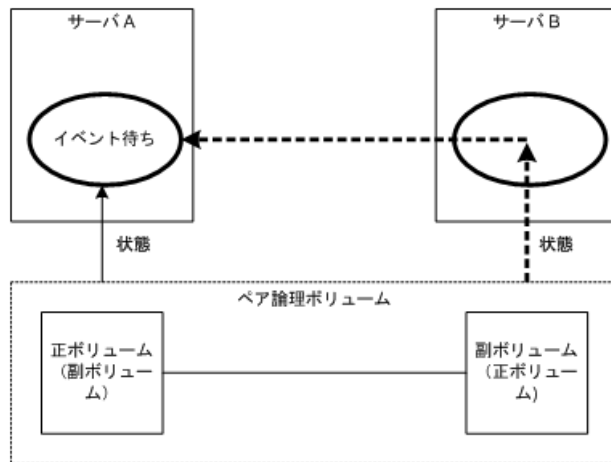 サーバA
サーバB
イベント待ち
状態
状態
ペア論理ボリューム
正ボリューム
（副ボリュー
ム）
副ボリューム
（正ボリュー
ム)